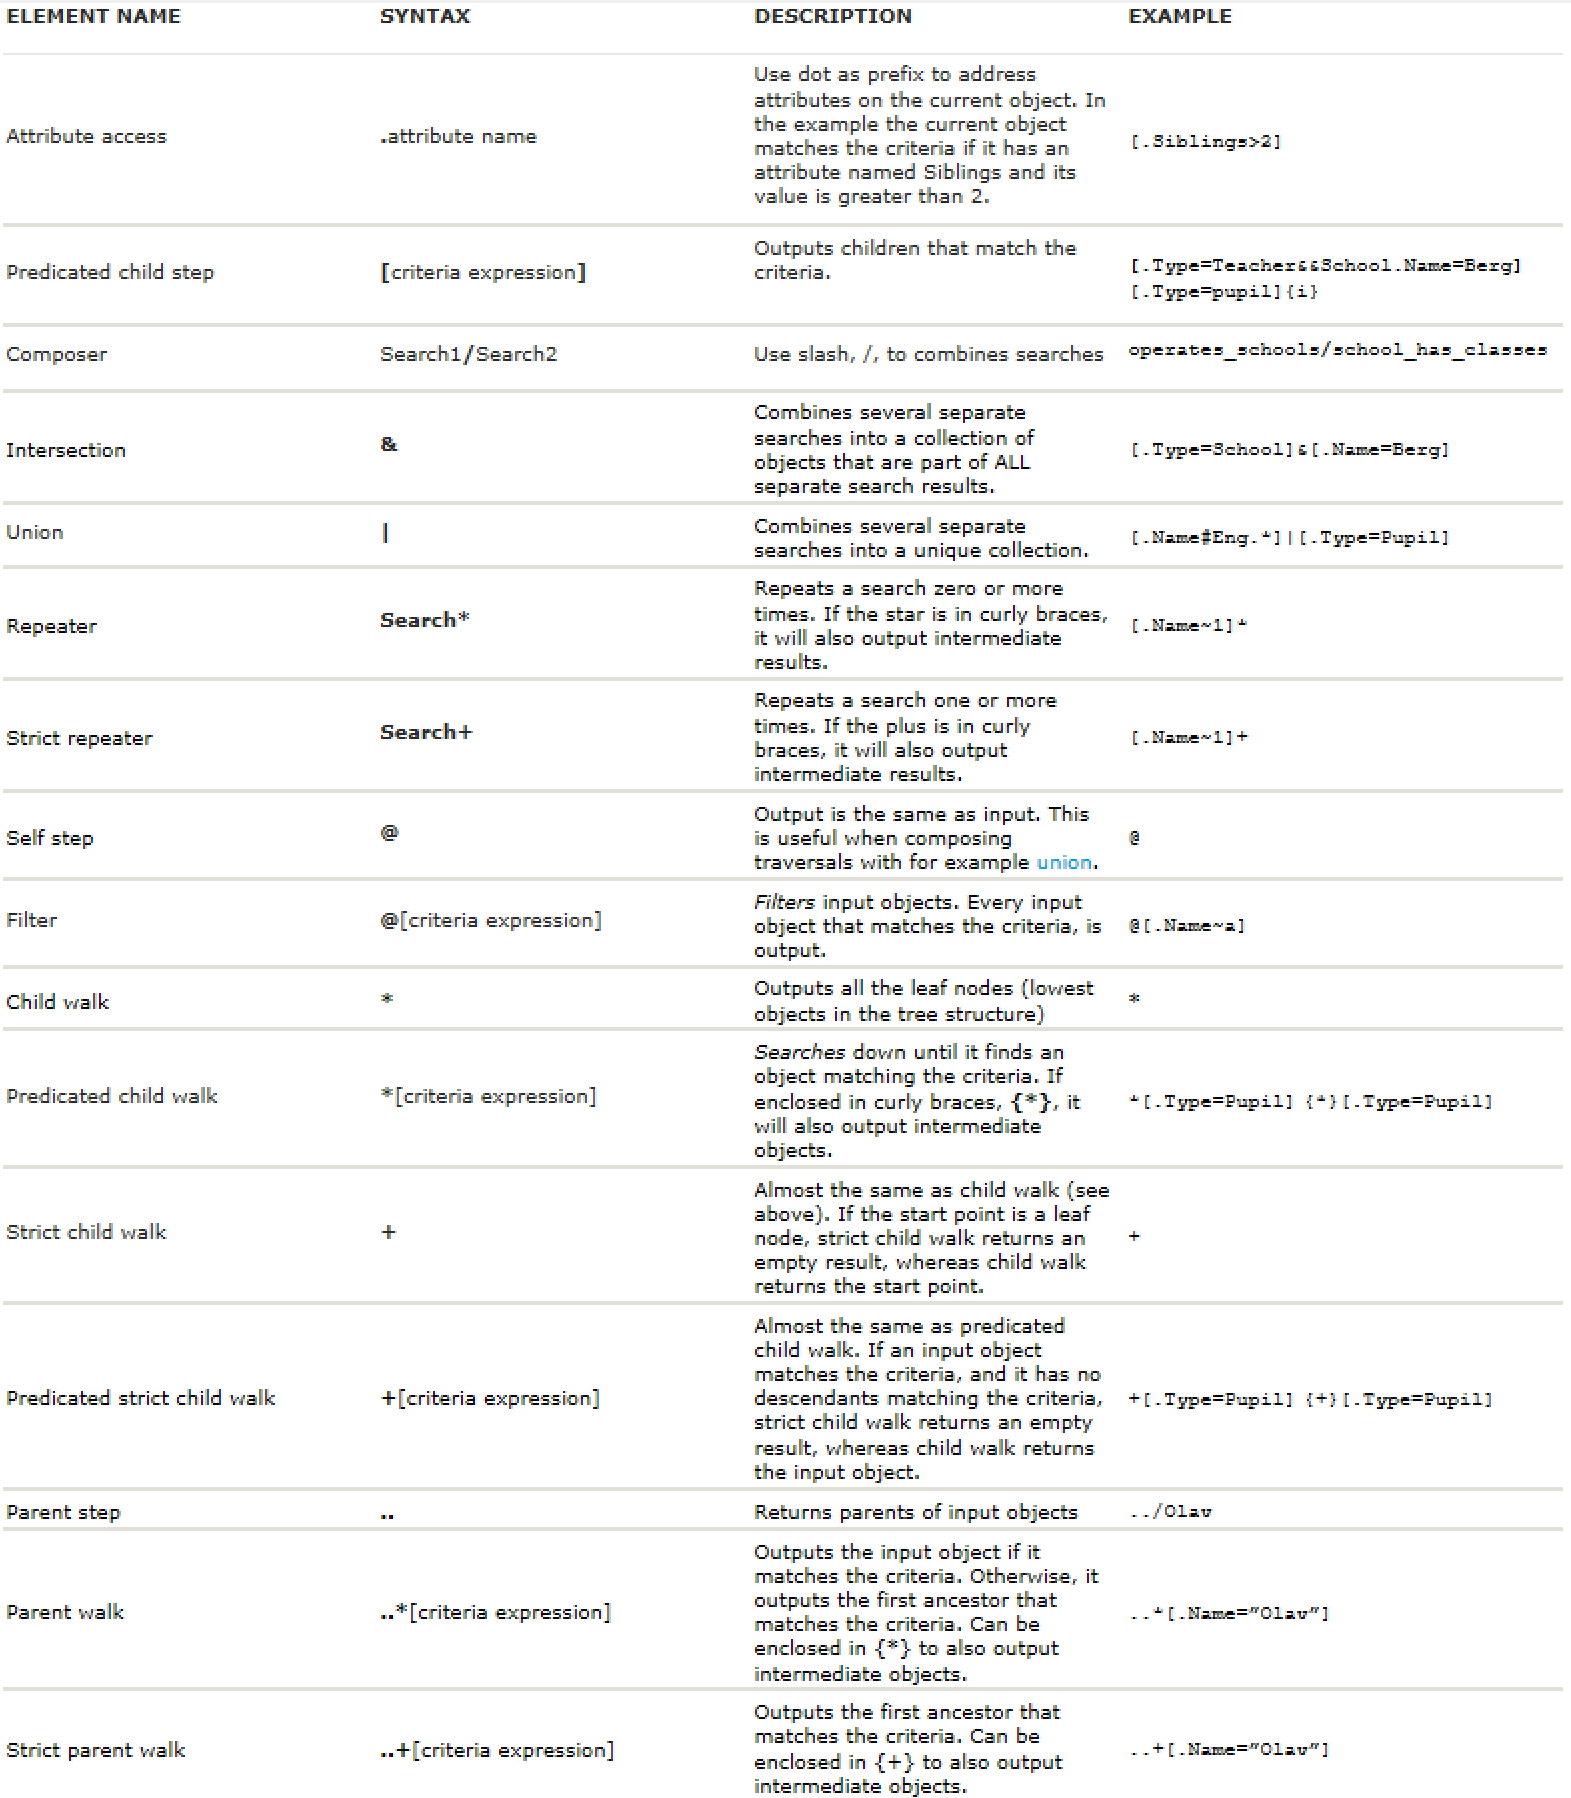 ELEMENT NAME SYNTAX DESCRIPTION EXAMPLE
Attribute access .attribute name
Use dot as prefix to address
attributes on the current object. In
the example the current object
matches the criteria if it has an
attribute named Siblings and its
value is greater than 2.
[.Siblings>2]
Predicated child step [criteria expression]
Outputs children that match the
criteria.
[.Type=Teacher&&School.Name=Berg]
[.Type=pupil]{i}
Composer Search1/Search2 Use slash, /, to combines searches operates_schools/school_has_classes
Intersection &
Combines several separate
searches into a collection of
objects that are part of ALL
separate search results.
[.Type=School]&[.Name=Berg]
Union |
Combines several separate
searches into a unique collection.
[.Name#Eng.*]|[.Type=Pupil]
Repeater Search*
Repeats a search zero or more
times. If the star is in curly braces,
it will also output intermediate
results.
[.Name~1]*
Strict repeater Search+
Repeats a search one or more
times. If the plus is in curly
braces, it will also output
intermediate results.
[.Name~1]+
Self step @
Output is the same as input. This
is useful when composing
traversals with for example union.
@
Filter @[criteria expression]
Filters input objects. Every input
object that matches the criteria, is
output.
@[.Name~a]
Child walk *
Outputs all the leaf nodes (lowest
objects in the tree structure)
*
Predicated child walk *[criteria expression]
Searches down until it finds an
object matching the criteria. If
enclosed in curly braces, {*}, it
will also output intermediate
objects.
*[.Type=Pupil] {*}[.Type=Pupil]
Strict child walk +
Almost the same as child walk (see
above). If the start point is a leaf
node, strict child walk returns an
empty result, whereas child walk
returns the start point.
+
Predicated strict child walk +[criteria expression]
Almost the same as predicated
child walk. If an input object
matches the criteria, and it has no
descendants matching the criteria,
strict child walk returns an empty
result, whereas child walk returns
the input object.
+[.Type=Pupil] {+}[.Type=Pupil]
Parent step .. Returns parents of input objects ../Olav
Parent walk ..*[criteria expression]
Outputs the input object if it
matches the criteria. Otherwise, it
outputs the first ancestor that
matches the criteria. Can be
enclosed in {*} to also output
intermediate objects.
..*[.Name="Olav"]
Strict parent walk ..+[criteria expression]
Outputs the first ancestor that
matches the criteria. Can be
enclosed in {+} to also output
intermediate objects.
..+[.Name="Olav"]